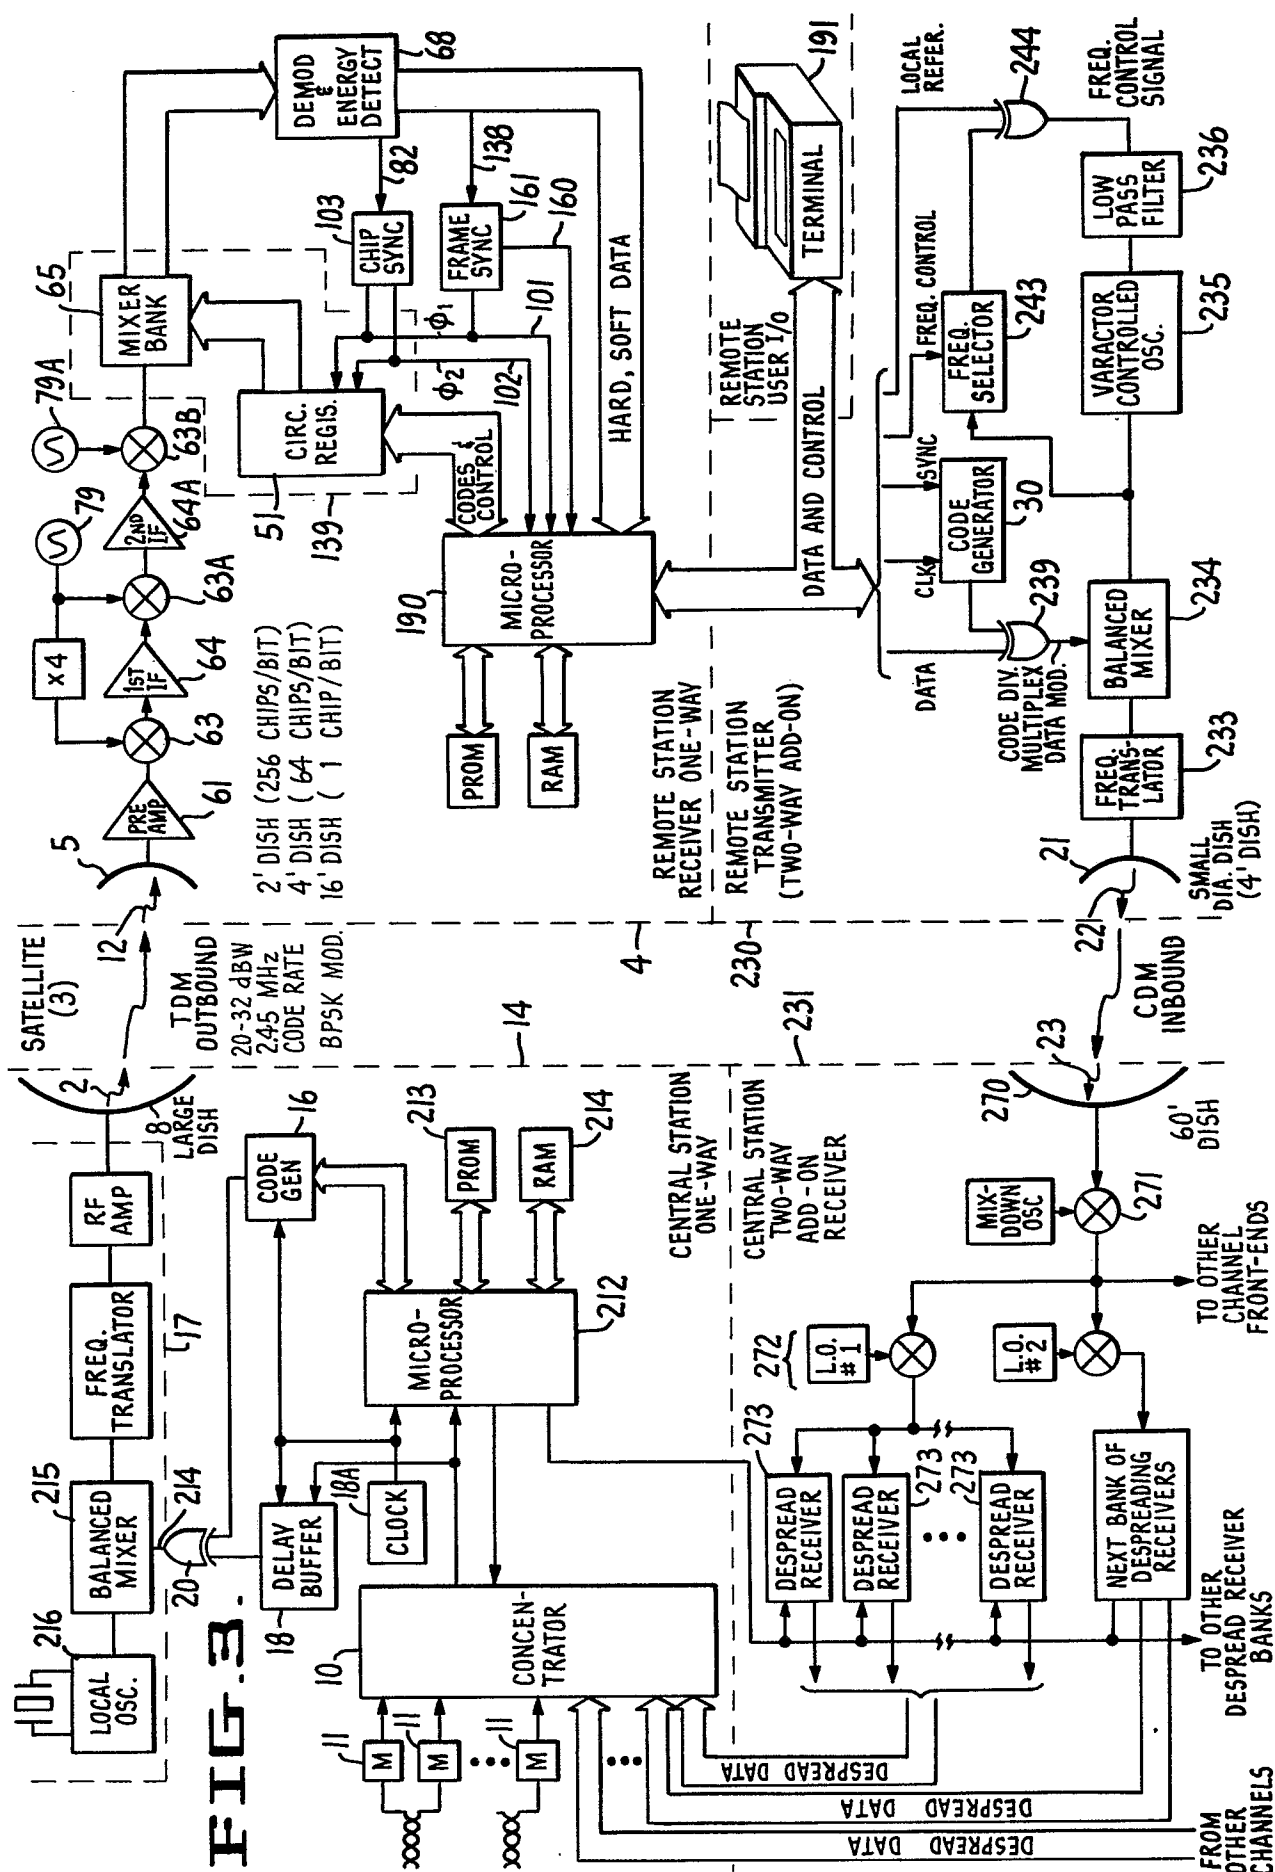 FIG.3.
216
LOCAL
OSC.
215
BALANCED
MIXER
214
20
FREQ.
TRANSLATOR
17
RF
AMP
8
LARGE
DISH
2
SATELLITE
(3)
TDM
OUTBOUND
20-32 dBW
2.45 MHz
CODE RATE
BPSK MOD.
12
5
PRE
AMP
61
63
1ST
IF
64
X4
63A
79
2ND
IF
64A
63B
79A
65
MIXER
BANK
2' DISH (256 CHIPS/BIT)
4' DISH ( 64 CHIPS/BIT)
16' DISH ( 1 CHIP/BIT)
DEMOD
&
ENERGY
DETECT
68
82
138
103
CHIP
SYNC
FRAME
SYNC
161
160
51
CIRC.
REGIS.
139
ϕ1
ϕ2
101
102
CODES
&
CONTROL
HARD, SOFT DATA
190
MICRO-
PROCESSOR
PROM
RAM
REMOTE STATION
RECEIVER ONE-WAY
REMOTE STATION
TRANSMITTER
(TWO-WAY ADD-ON)
REMOTE
STATION
USER I/O
TERMINAL
191
DATA AND CONTROL
18
DELAY
BUFFER
18A
CLOCK
CODE
GEN
16
MICRO-
PROCESSOR
212
PROM
213
RAM
214
14
4
10
CONCEN-
TRATOR
M
11
M
11
M
11
CENTRAL STATION
ONE-WAY
CENTRAL STATION
TWO-WAY
ADD-ON
RECEIVER
231
230
DATA
CLK
SYNC
FREQ. CONTROL
LOCAL
REFER.
CODE
GENERATOR
30
239
CODE DIV.
MULTIPLEX
DATA MOD.
FREQ.
SELECTOR
243
244
FREQ.
CONTROL
SIGNAL
LOW
PASS
FILTER
236
VARACTOR
CONTROLLED
OSC.
235
BALANCED
MIXER
234
FREQ.
TRANS-
LATOR
233
21
SMALL
DIA. DISH
(4' DISH)
22
CDM
INBOUND
23
270
60'
DISH
MIX-
DOWN
OSC
271
TO OTHER
CHANNEL
FRONT-ENDS
272
L.O.
#1
L.O.
#2
273
DESPREAD
RECEIVER
DESPREAD
RECEIVER
273
DESPREAD
RECEIVER
273
NEXT BANK OF
DESPREADING
RECEIVERS
TO OTHER
DESPREAD RECEIVER
BANKS
DESPREAD DATA
DESPREAD DATA
DESPREAD DATA
FROM
OTHER
CHANNELS